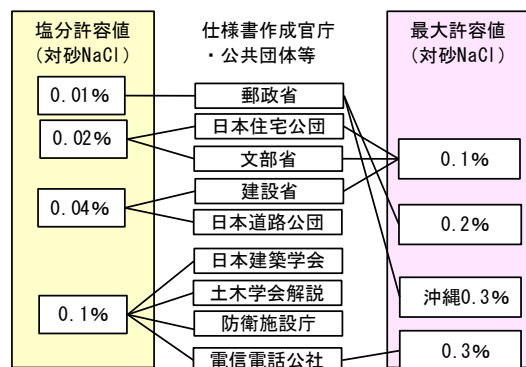 塩分許容値
(対砂NaCl)
仕様書作成官庁
・公共団体等
最大許容値
(対砂NaCl)
0.01%
0.02%
0.04%
0.1%
郵政省
日本住宅公団
文部省
建設省
日本道路公団
日本建築学会
土木学会解説
防衛施設庁
電信電話公社
0.1%
0.2%
沖縄0.3%
0.3%